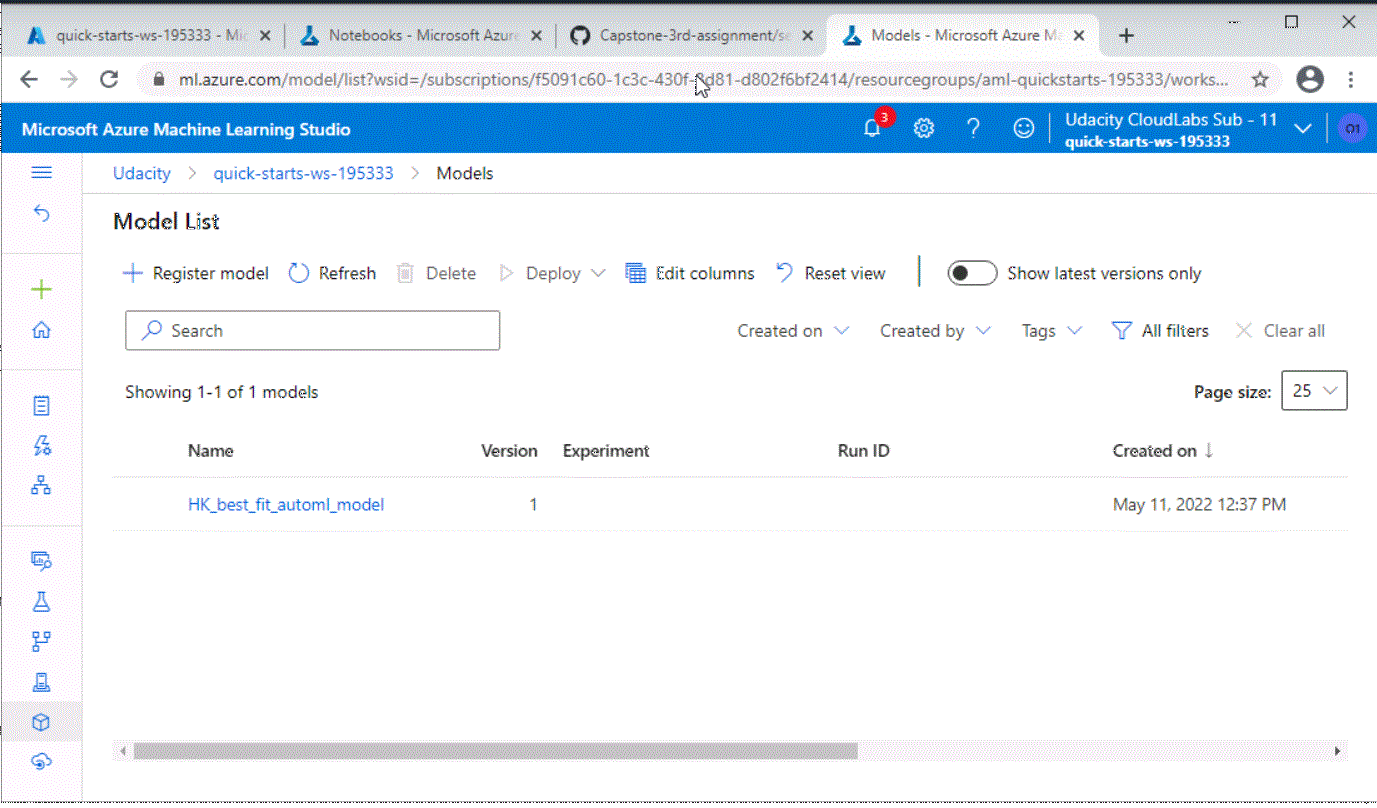 quick-starts-ws-195333 - Mic
Notebooks - Microsoft Azure
Capstone-3rd-assignment/se
Models - Microsoft Azure Ma
ml.azure.com/model/list?wsid=/subscriptions/f5091c60-1c3c-430f- d81-d802f6bf2414/resourcegroups/aml-quickstarts-195333/works...
Microsoft Azure Machine Learning Studio
3
Udacity CloudLabs Sub - 11
quick-starts-ws-195333
O1
Udacity > quick-starts-ws-195333 > Models
Model List
Register model Refresh Delete Deploy Edit columns Reset view Show latest versions only
Search
Created on Created by Tags All filters Clear all
Showing 1-1 of 1 models
Page size: 25
Name Version Experiment Run ID Created on ↓
HK_best_fit_automl_model 1 May 11, 2022 12:37 PM